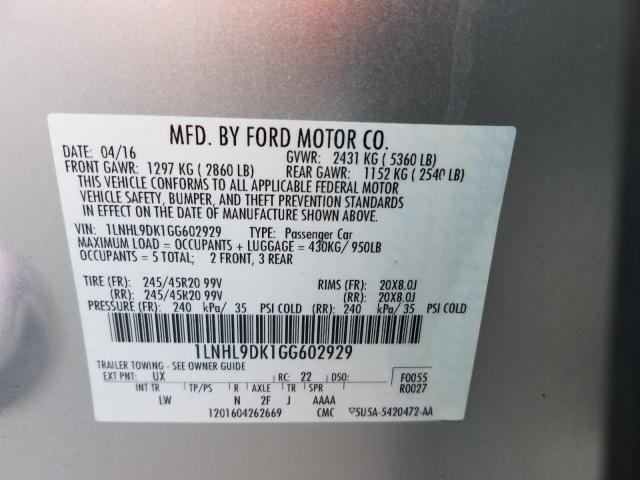 MFD. BY FORD MOTOR CO.
DATE: 04/16 GVWR: 2431 KG ( 5360 LB)
FRONT GAWR: 1297 KG ( 2860 LB) REAR GAWR: 1152 KG ( 2540 LB)
THIS VEHICLE CONFORMS TO ALL APPLICABLE FEDERAL MOTOR
VEHICLE SAFETY, BUMPER, AND THEFT PREVENTION STANDARDS
IN EFFECT ON THE DATE OF MANUFACTURE SHOWN ABOVE.
VIN: 1LNHL9DK1GG602929 TYPE: Passenger Car
MAXIMUM LOAD = OCCUPANTS + LUGGAGE = 430KG/ 950LB
OCCUPANTS = 5 TOTAL; 2 FRONT, 3 REAR
TIRE (FR): 245/45R20 99V RIMS (FR): 20X8.0J
(RR): 245/45R20 99V (RR): 20X8.0J
PRESSURE (FR): 240 kPa/ 35 PSI COLD (RR): 240 kPa/ 35 PSI COLD
1LNHL9DK1GG602929
TRAILER TOWING - SEE OWNER GUIDE
EXT PNT: UX RC: 22 DSO: F0055
INT TR TP/PS R AXLE TR SPR R0027
LW N 2F J AAAA
1201604262669 CMC ▽5U5A-5420472-AA